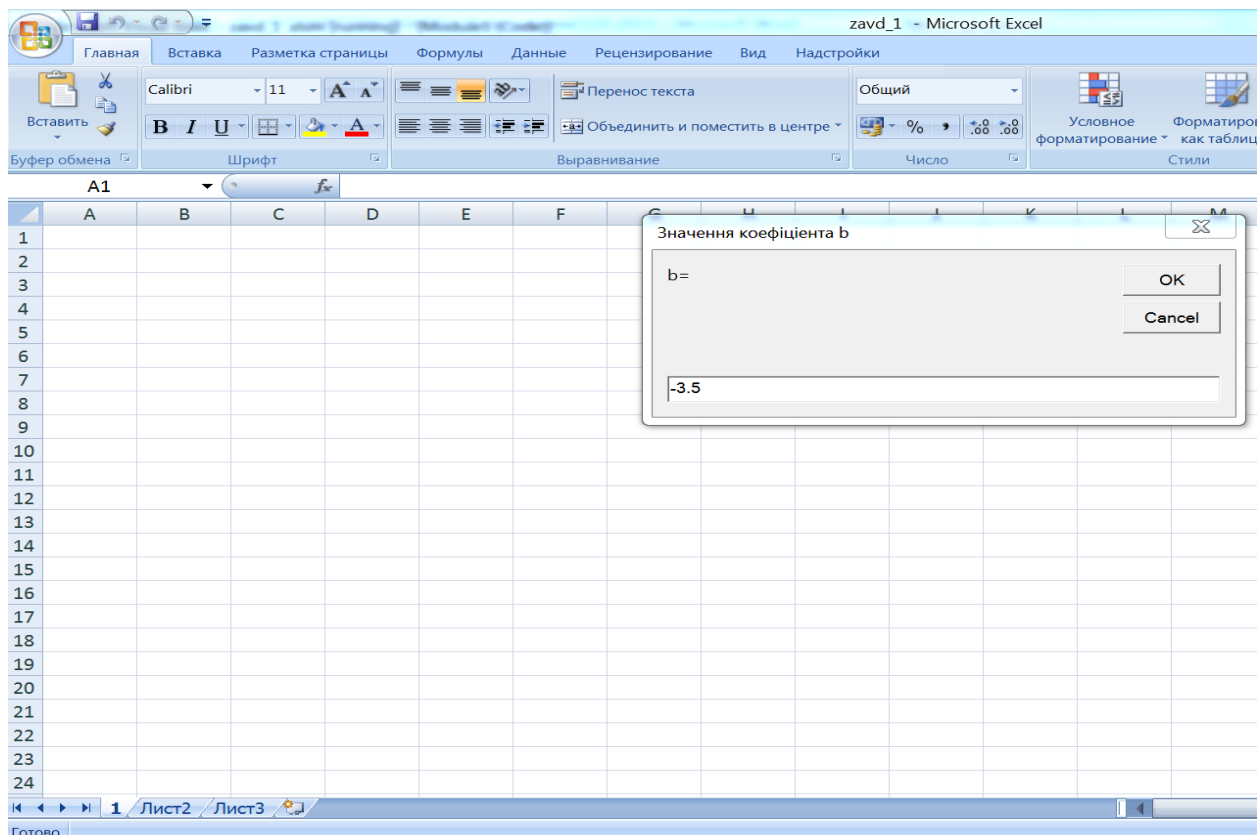 zavd_1 - Microsoft Excel
Главная Вставка Разметка страницы Формулы Данные Рецензирование Вид Надстройки
Calibri 11 A A Перенос текста Общий
Вставить Ж К Ч Объединить и поместить в центре % Условное форматирование Форматиров как таблиц
Буфер обмена Шрифт Выравнивание Число Стили
A1 fx
A B C D E F G H I J K L M
Значення коефіцієнта b
b=
OK
Cancel
-3.5
1
2
3
4
5
6
7
8
9
10
11
12
13
14
15
16
17
18
19
20
21
22
23
24
1 Лист2 Лист3
Готово